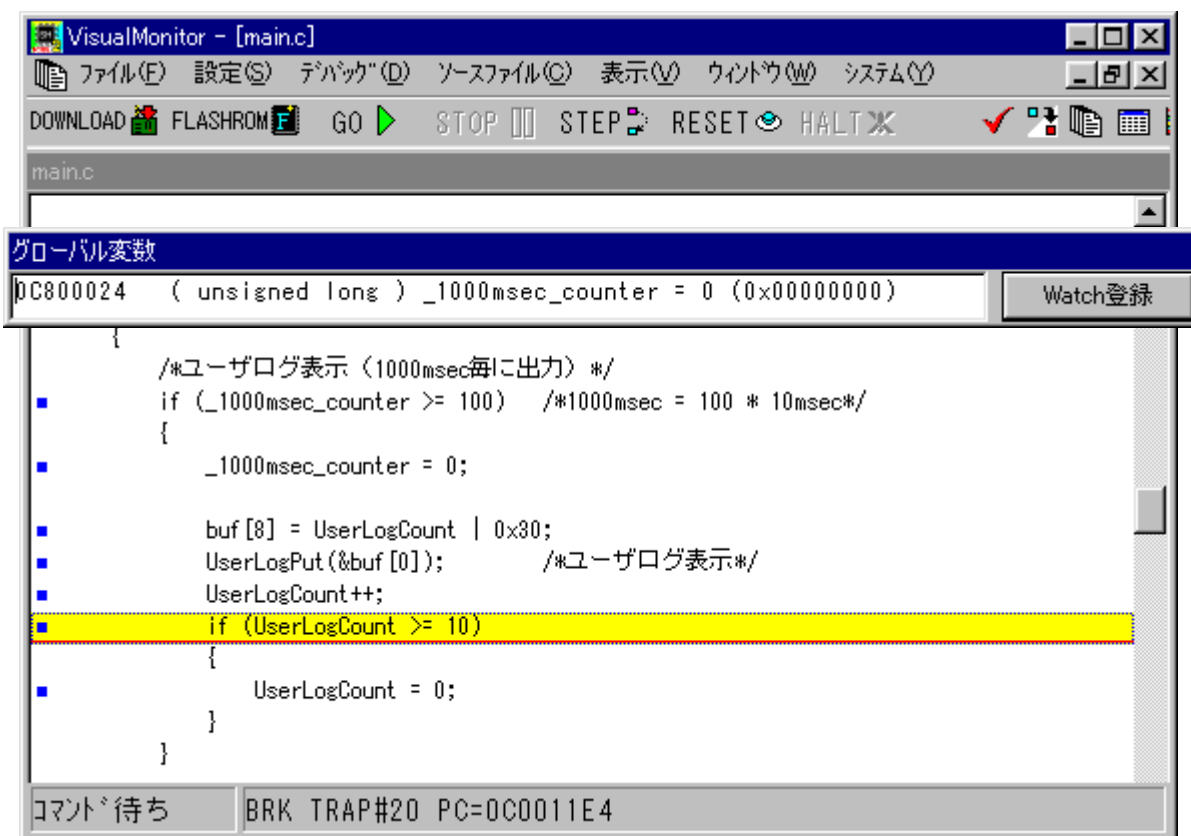 VisualMonitor - [main.c]
ﾌｧｲﾙ(F) 設定(S) ﾃﾞﾊﾞｯｸﾞ(D) ｿｰｽﾌｧｲﾙ(C) 表示(V) ｳｨﾝﾄﾞｳ(W) ｼｽﾃﾑ(Y)
DOWNLOAD FLASHROM GO STOP STEP RESET HALT
main.c
グローバル変数
0C800024 ( unsigned long ) _1000msec_counter = 0 (0x00000000) Watch登録
{
/*ユーザログ表示（1000msec毎に出力）*/
if (_1000msec_counter >= 100) /*1000msec = 100 * 10msec*/
{
_1000msec_counter = 0;
buf[8] = UserLogCount | 0x30;
UserLogPut(&buf[0]); /*ユーザログ表示*/
UserLogCount++;
if (UserLogCount >= 10)
{
UserLogCount = 0;
}
}
ｺﾏﾝﾄﾞ待ち BRK TRAP#20 PC=0C0011E4